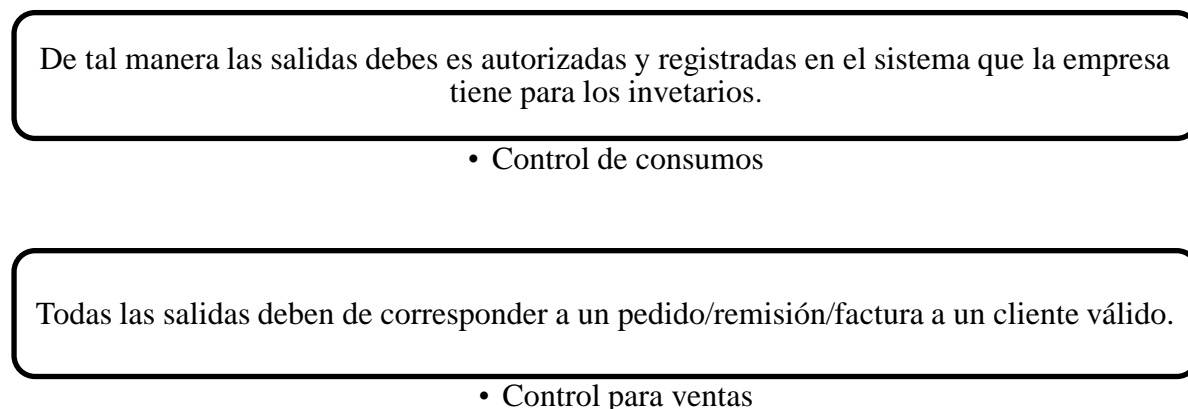 De tal manera las salidas debes es autorizadas y registradas en el sistema que la empresa
tiene para los invetarios.
• Control de consumos
Todas las salidas deben de corresponder a un pedido/remisión/factura a un cliente válido.
• Control para ventas